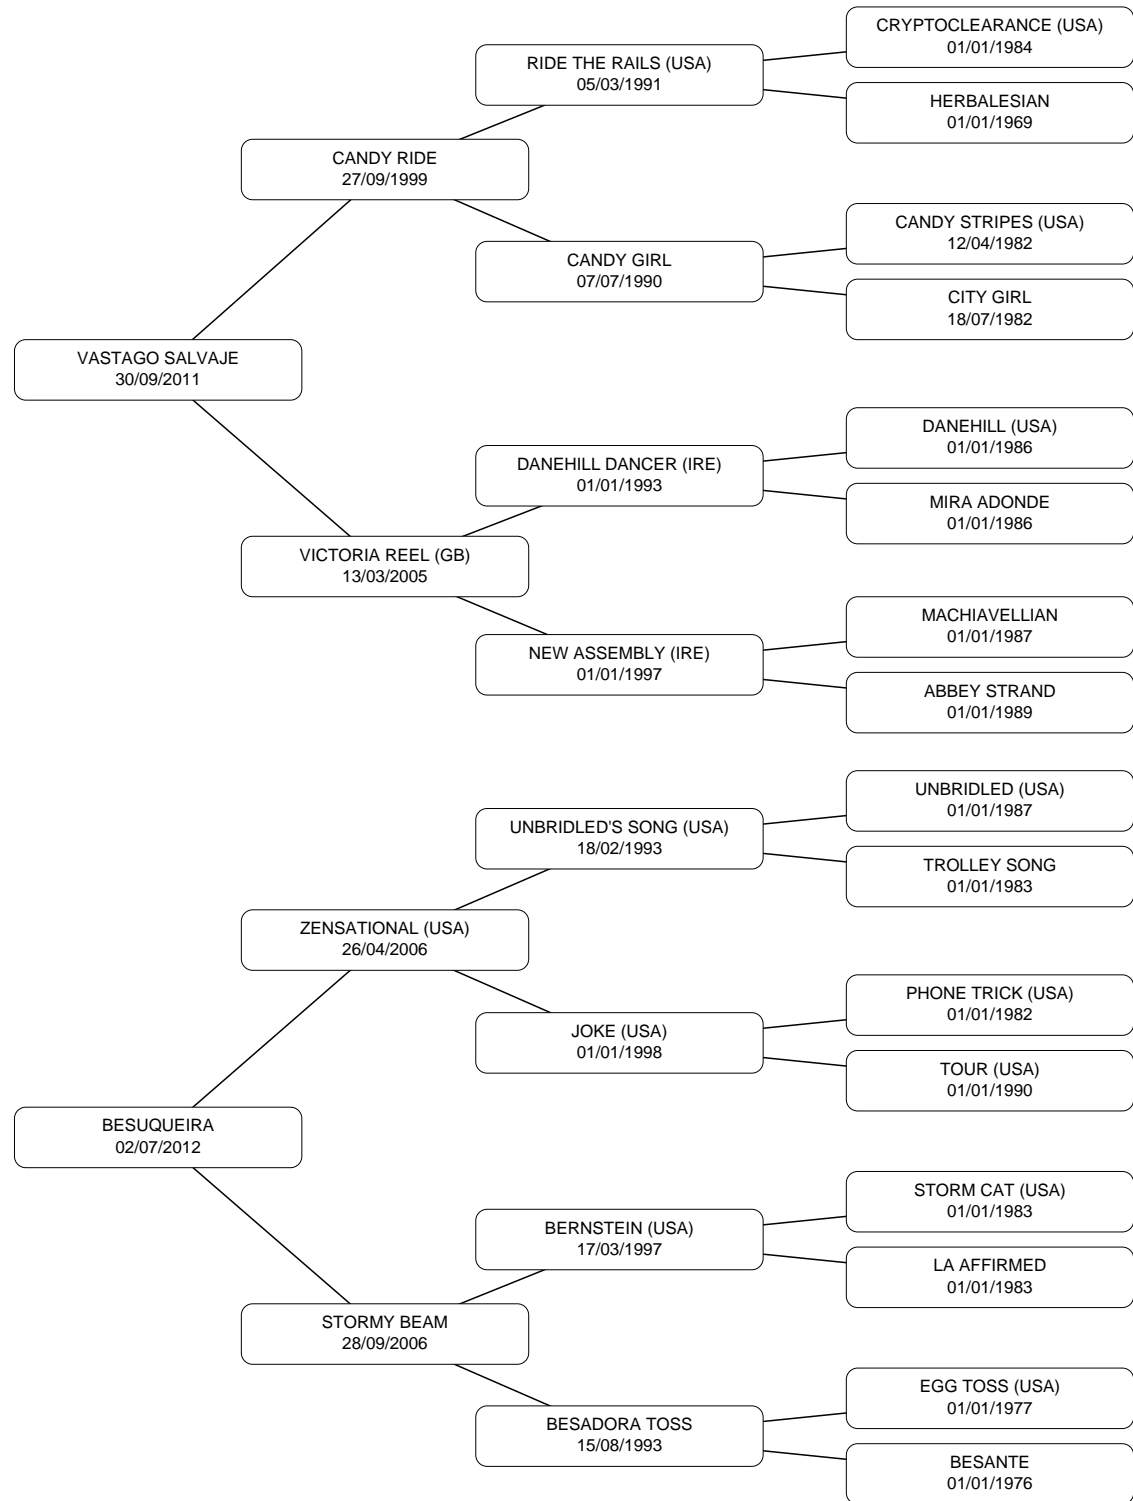 CRYPTOCLEARANCE (USA)
01/01/1984
RIDE THE RAILS (USA)
05/03/1991
HERBALESIAN
01/01/1969
CANDY RIDE
27/09/1999
CANDY STRIPES (USA)
12/04/1982
CANDY GIRL
07/07/1990
CITY GIRL
18/07/1982
VASTAGO SALVAJE
30/09/2011
DANEHILL (USA)
01/01/1986
DANEHILL DANCER (IRE)
01/01/1993
MIRA ADONDE
01/01/1986
VICTORIA REEL (GB)
13/03/2005
MACHIAVELLIAN
01/01/1987
NEW ASSEMBLY (IRE)
01/01/1997
ABBEY STRAND
01/01/1989
UNBRIDLED (USA)
01/01/1987
UNBRIDLED'S SONG (USA)
18/02/1993
TROLLEY SONG
01/01/1983
ZENSATIONAL (USA)
26/04/2006
PHONE TRICK (USA)
01/01/1982
JOKE (USA)
01/01/1998
TOUR (USA)
01/01/1990
BESUQUEIRA
02/07/2012
STORM CAT (USA)
01/01/1983
BERNSTEIN (USA)
17/03/1997
LA AFFIRMED
01/01/1983
STORMY BEAM
28/09/2006
EGG TOSS (USA)
01/01/1977
BESADORA TOSS
15/08/1993
BESANTE
01/01/1976